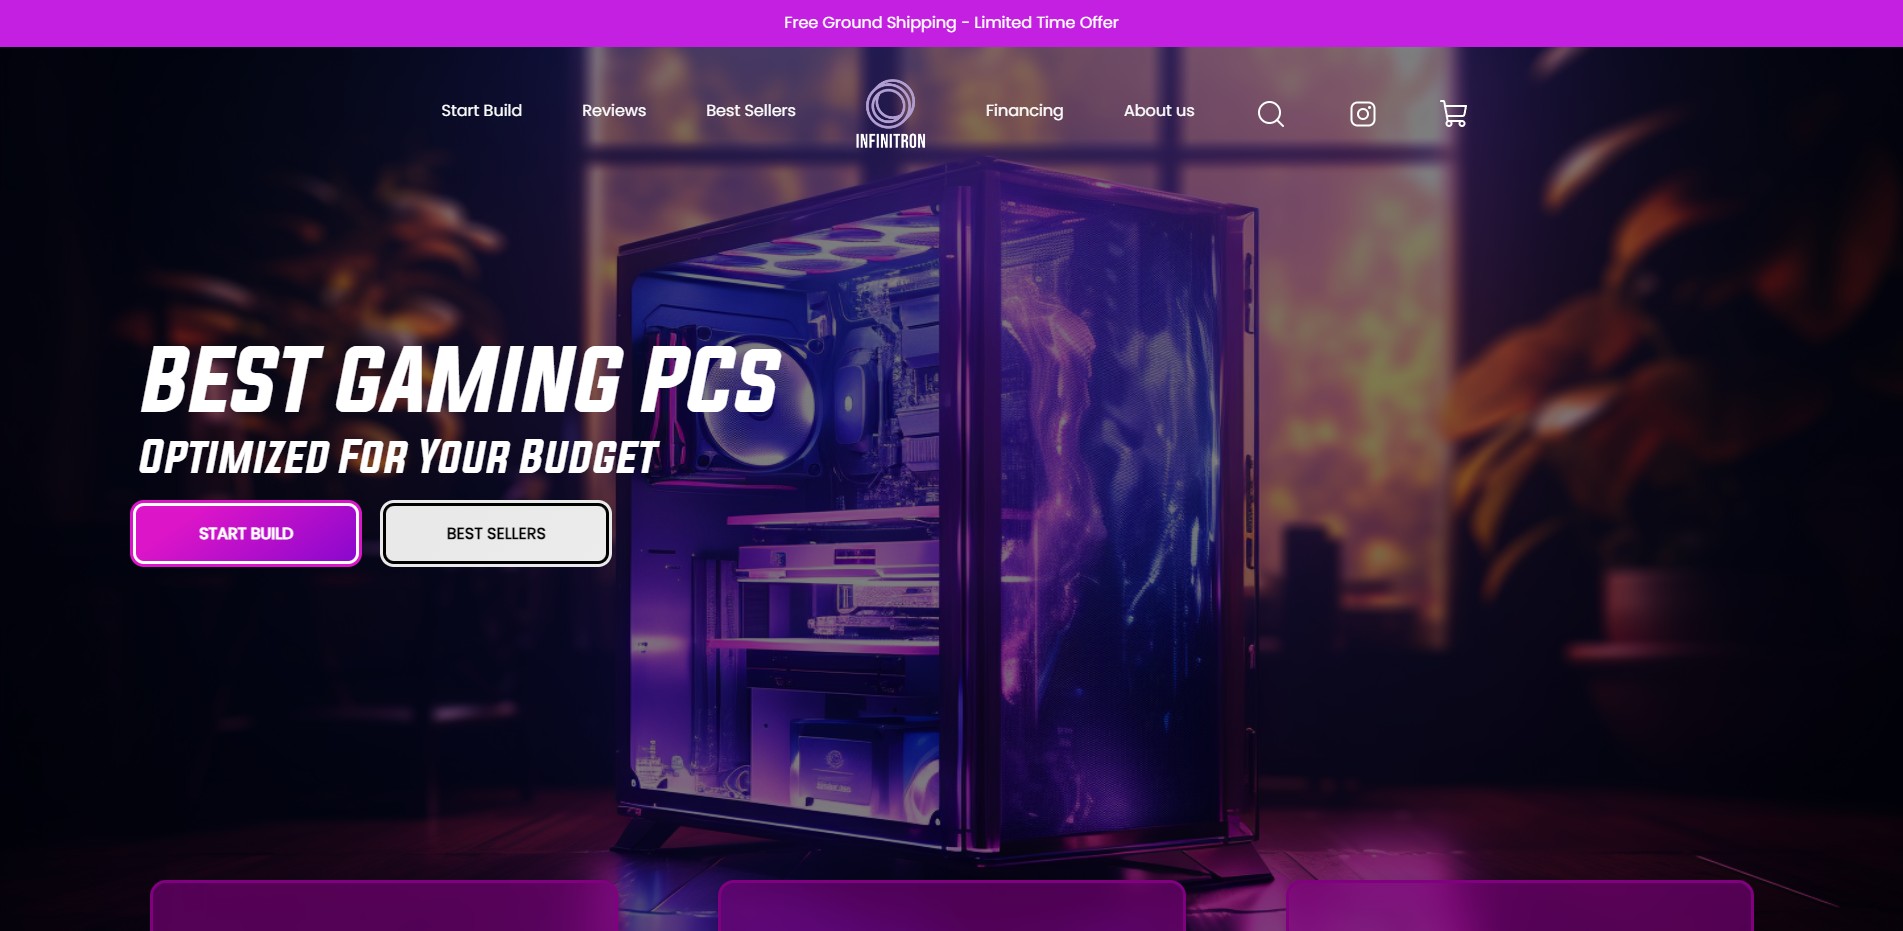 Free Ground Shipping - Limited Time Offer
Start Build
Reviews
Best Sellers
INFINITRON
Financing
About us
BEST GAMING PCS
OPTIMIZED FOR YOUR BUDGET
START BUILD
BEST SELLERS